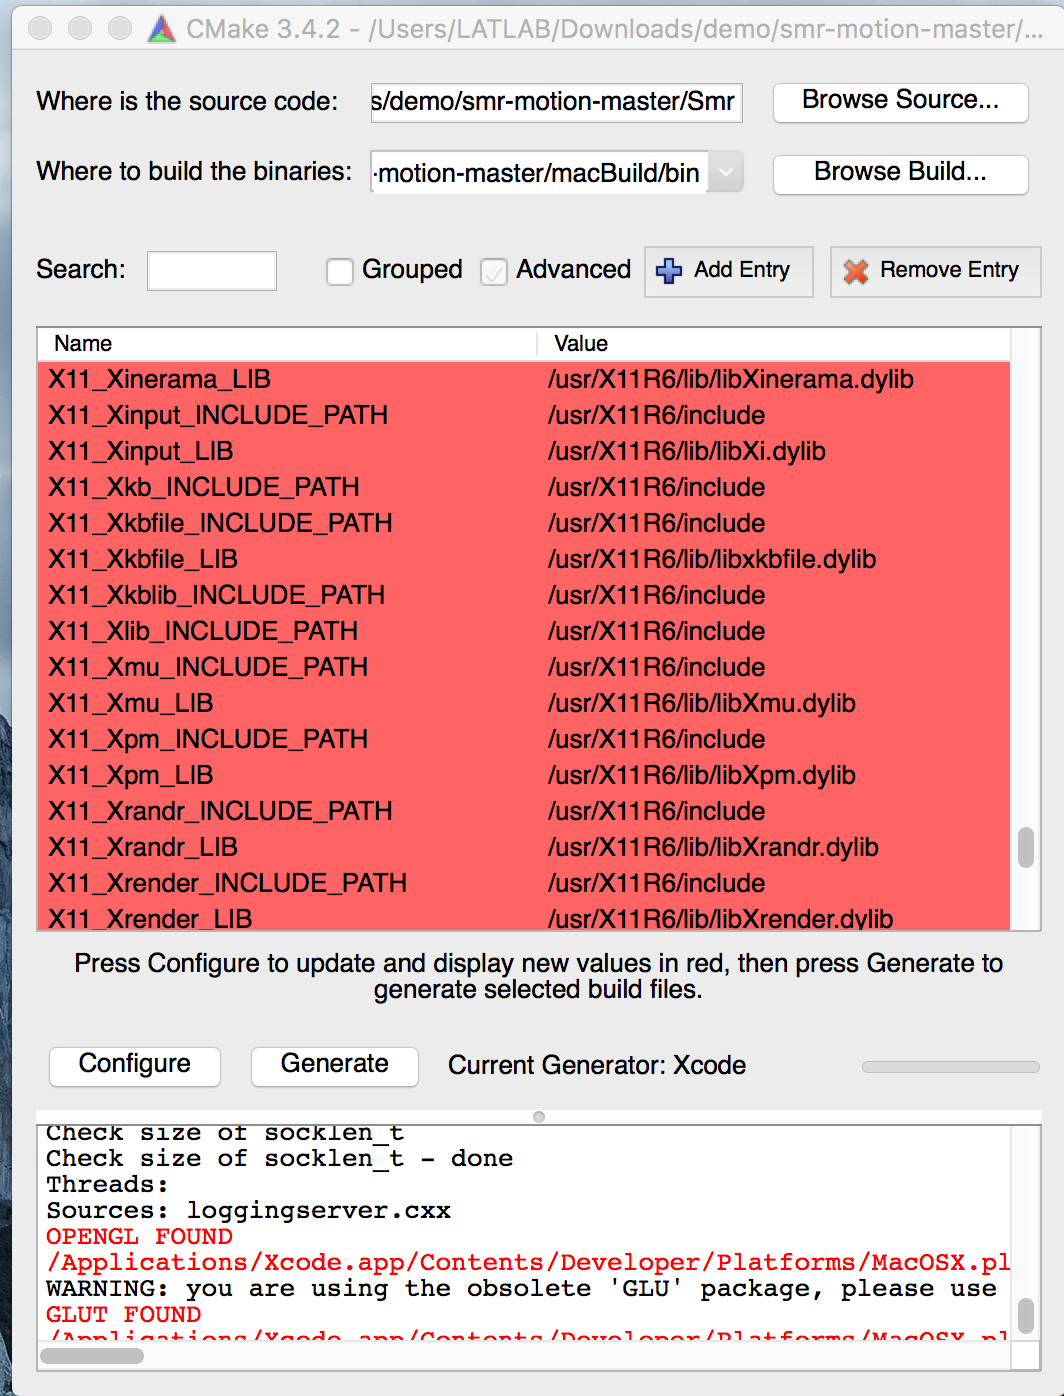 CMake 3.4.2 - /Users/LATLAB/Downloads/demo/smr-motion-master/...
Where is the source code: s/demo/smr-motion-master/Smr Browse Source...
Where to build the binaries: -motion-master/macBuild/bin Browse Build...
Search: Grouped Advanced Add Entry Remove Entry
Name Value
X11_Xinerama_LIB /usr/X11R6/lib/libXinerama.dylib
X11_Xinput_INCLUDE_PATH /usr/X11R6/include
X11_Xinput_LIB /usr/X11R6/lib/libXi.dylib
X11_Xkb_INCLUDE_PATH /usr/X11R6/include
X11_Xkbfile_INCLUDE_PATH /usr/X11R6/include
X11_Xkbfile_LIB /usr/X11R6/lib/libxkbfile.dylib
X11_Xkblib_INCLUDE_PATH /usr/X11R6/include
X11_Xlib_INCLUDE_PATH /usr/X11R6/include
X11_Xmu_INCLUDE_PATH /usr/X11R6/include
X11_Xmu_LIB /usr/X11R6/lib/libXmu.dylib
X11_Xpm_INCLUDE_PATH /usr/X11R6/include
X11_Xpm_LIB /usr/X11R6/lib/libXpm.dylib
X11_Xrandr_INCLUDE_PATH /usr/X11R6/include
X11_Xrandr_LIB /usr/X11R6/lib/libXrandr.dylib
X11_Xrender_INCLUDE_PATH /usr/X11R6/include
X11_Xrender_LIB /usr/X11R6/lib/libXrender.dylib
Press Configure to update and display new values in red, then press Generate to
generate selected build files.
Configure Generate Current Generator: Xcode
Check size of socklen_t
Check size of socklen_t - done
Threads:
Sources: loggingserver.cxx
OPENGL FOUND
/Applications/Xcode.app/Contents/Developer/Platforms/MacOSX.pl
WARNING: you are using the obsolete 'GLU' package, please use
GLUT FOUND
/Applications/Xcode.app/Contents/Developer/Platforms/MacOSX.pl